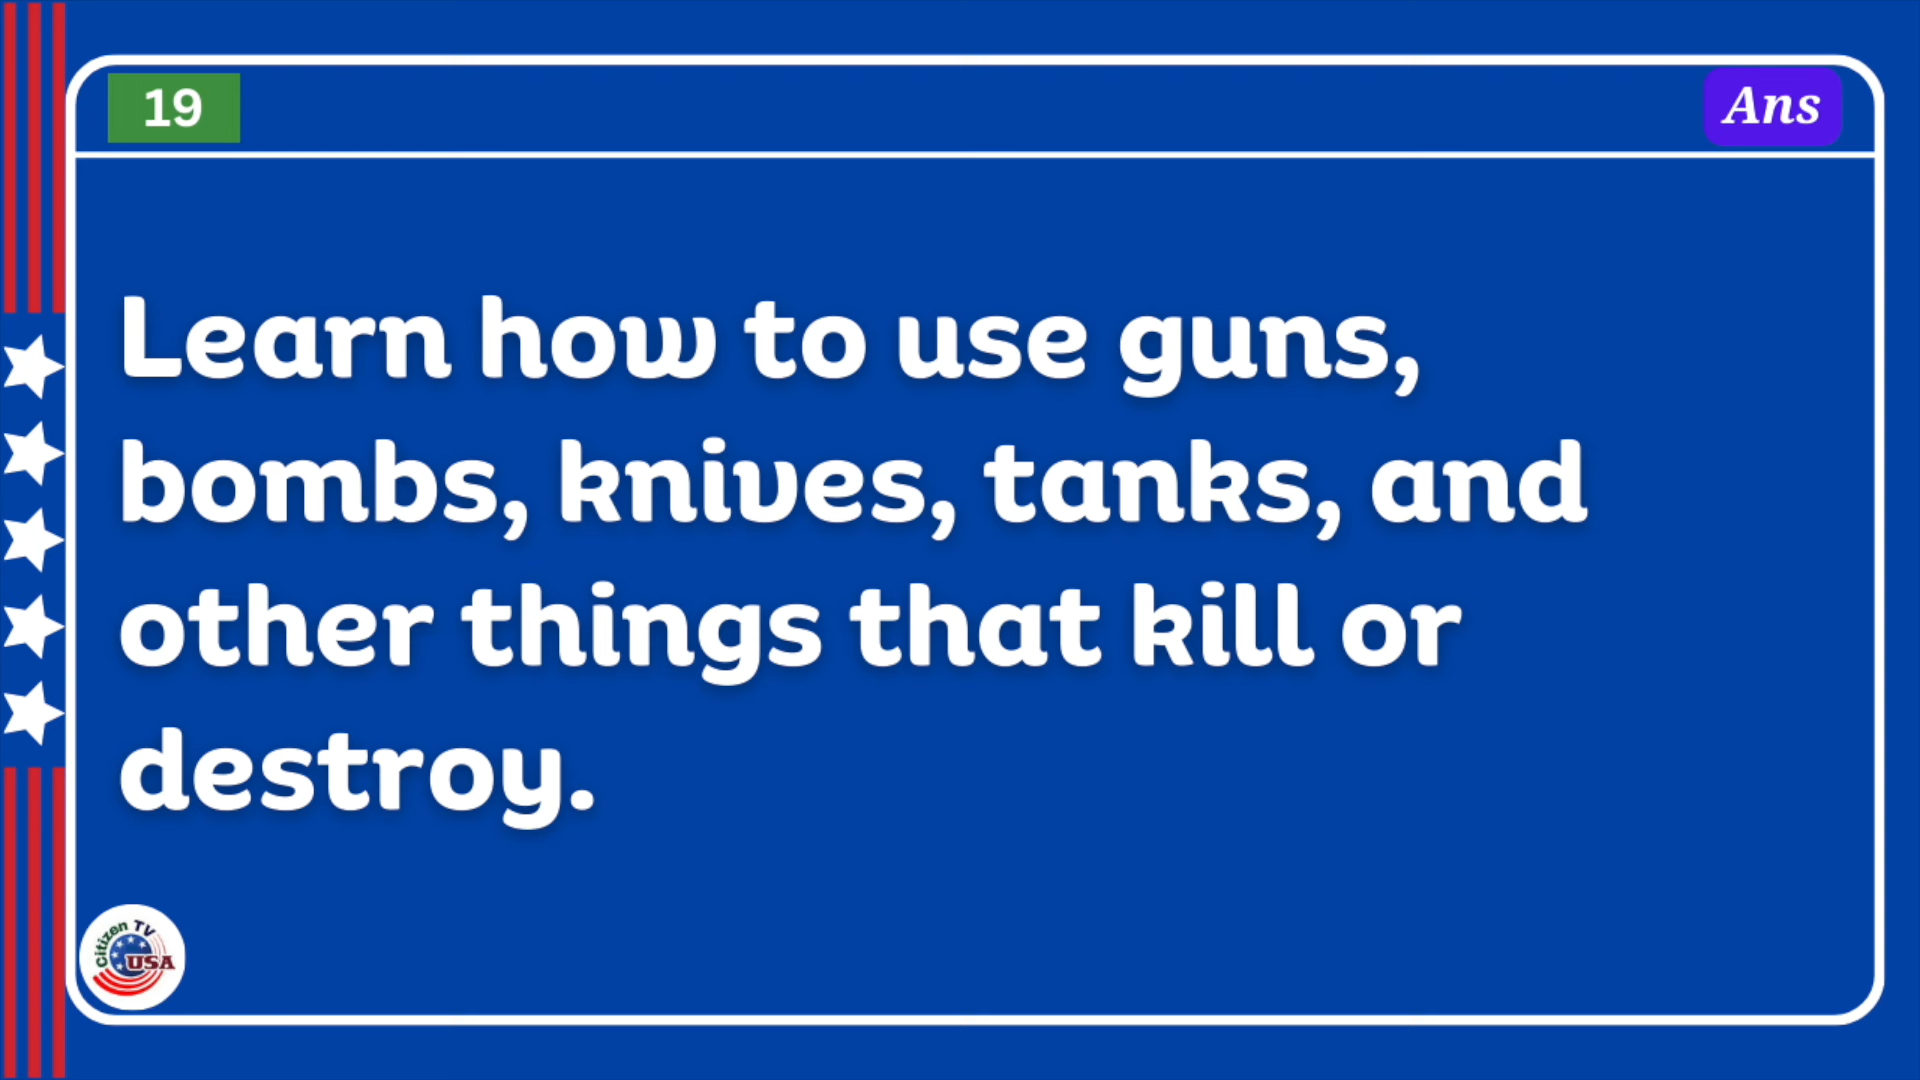 19
Ans
Learn how to use guns,
bombs, knives, tanks, and
other things that kill or
destroy.
Citizen TV
USA